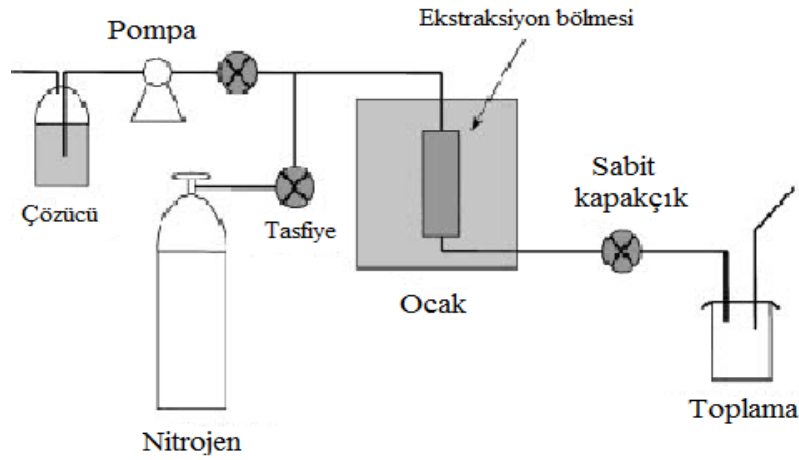 Ekstraksiyon bölmesi
Pompa
Çözücü
Tasfiye
Sabit
kapakçık
Ocak
Toplama
Nitrojen